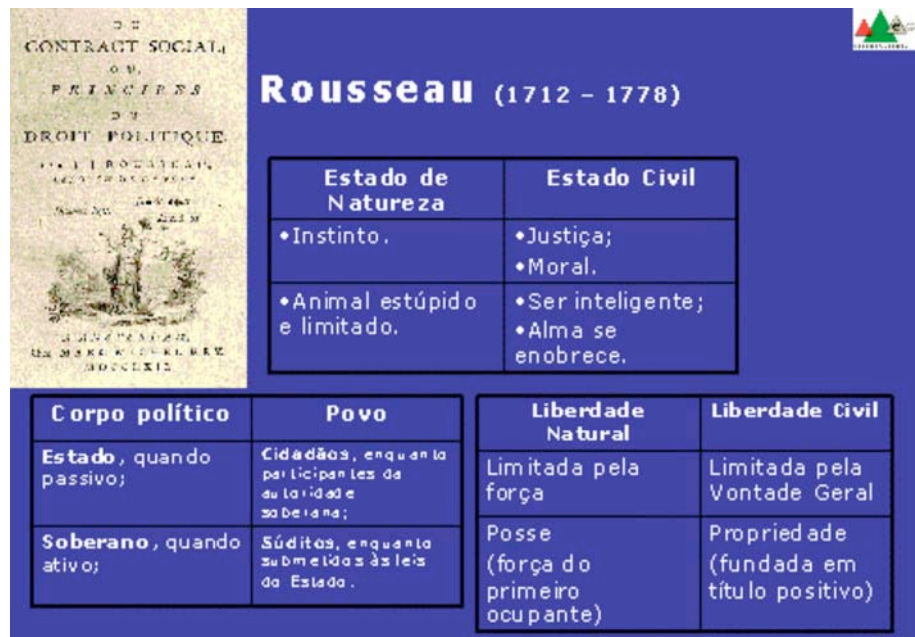 D U
CONTRACT SOCIAL,
O U,
PRINCIPES
D U
DROIT POLITIQUE.
MDCCLXII.
Rousseau (1712 – 1778)
Estado de Natureza
Estado Civil
•Instinto.
•Justiça;
•Moral.
•Animal estúpido
e limitado.
•Ser inteligente;
•Alma se
enobrece.
Corpo político
Povo
Estado, quando
passivo;
Cidadãos, enquanto
participantes da
autoridade
soberana;
Soberano, quando
ativo;
Súditos, enquanto
submetidos às leis
do Estado.
Liberdade
Natural
Liberdade Civil
Limitada pela
força
Limitada pela
Vontade Geral
Posse
(força do
primeiro
ocupante)
Propriedade
(fundada em
título positivo)